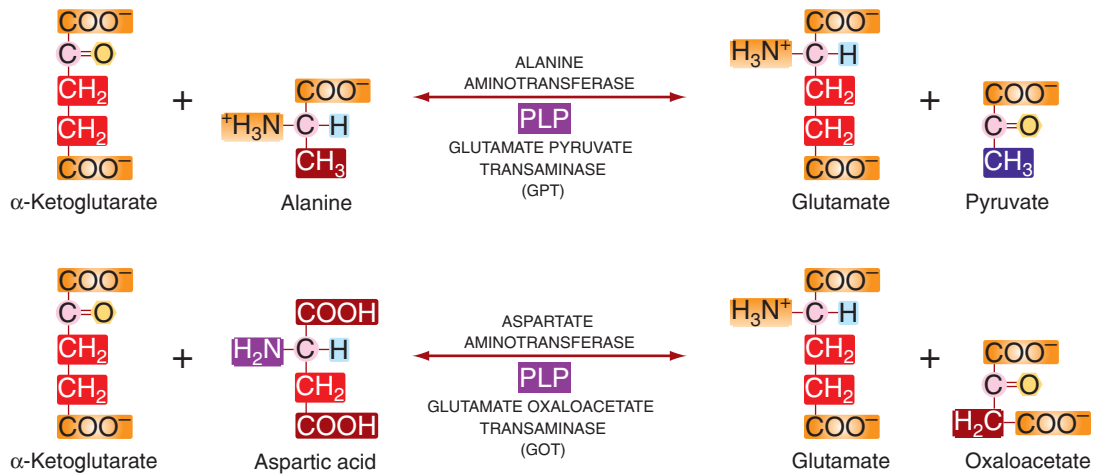 COO⁻
C=O
CH₂
CH₂
COO⁻
α-Ketoglutarate
+
COO⁻
⁺H₃N-C-H
CH₃
Alanine
ALANINE
AMINOTRANSFERASE
PLP
GLUTAMATE PYRUVATE
TRANSAMINASE
(GPT)
COO⁻
H₃N⁺-C-H
CH₂
CH₂
COO⁻
Glutamate
+
COO⁻
C=O
CH₃
Pyruvate
COO⁻
C=O
CH₂
CH₂
COO⁻
α-Ketoglutarate
+
COOH
H₂N-C-H
CH₂
COOH
Aspartic acid
ASPARTATE
AMINOTRANSFERASE
PLP
GLUTAMATE OXALOACETATE
TRANSAMINASE
(GOT)
COO⁻
H₃N⁺-C-H
CH₂
CH₂
COO⁻
Glutamate
+
COO⁻
C=O
H₂C-COO⁻
Oxaloacetate